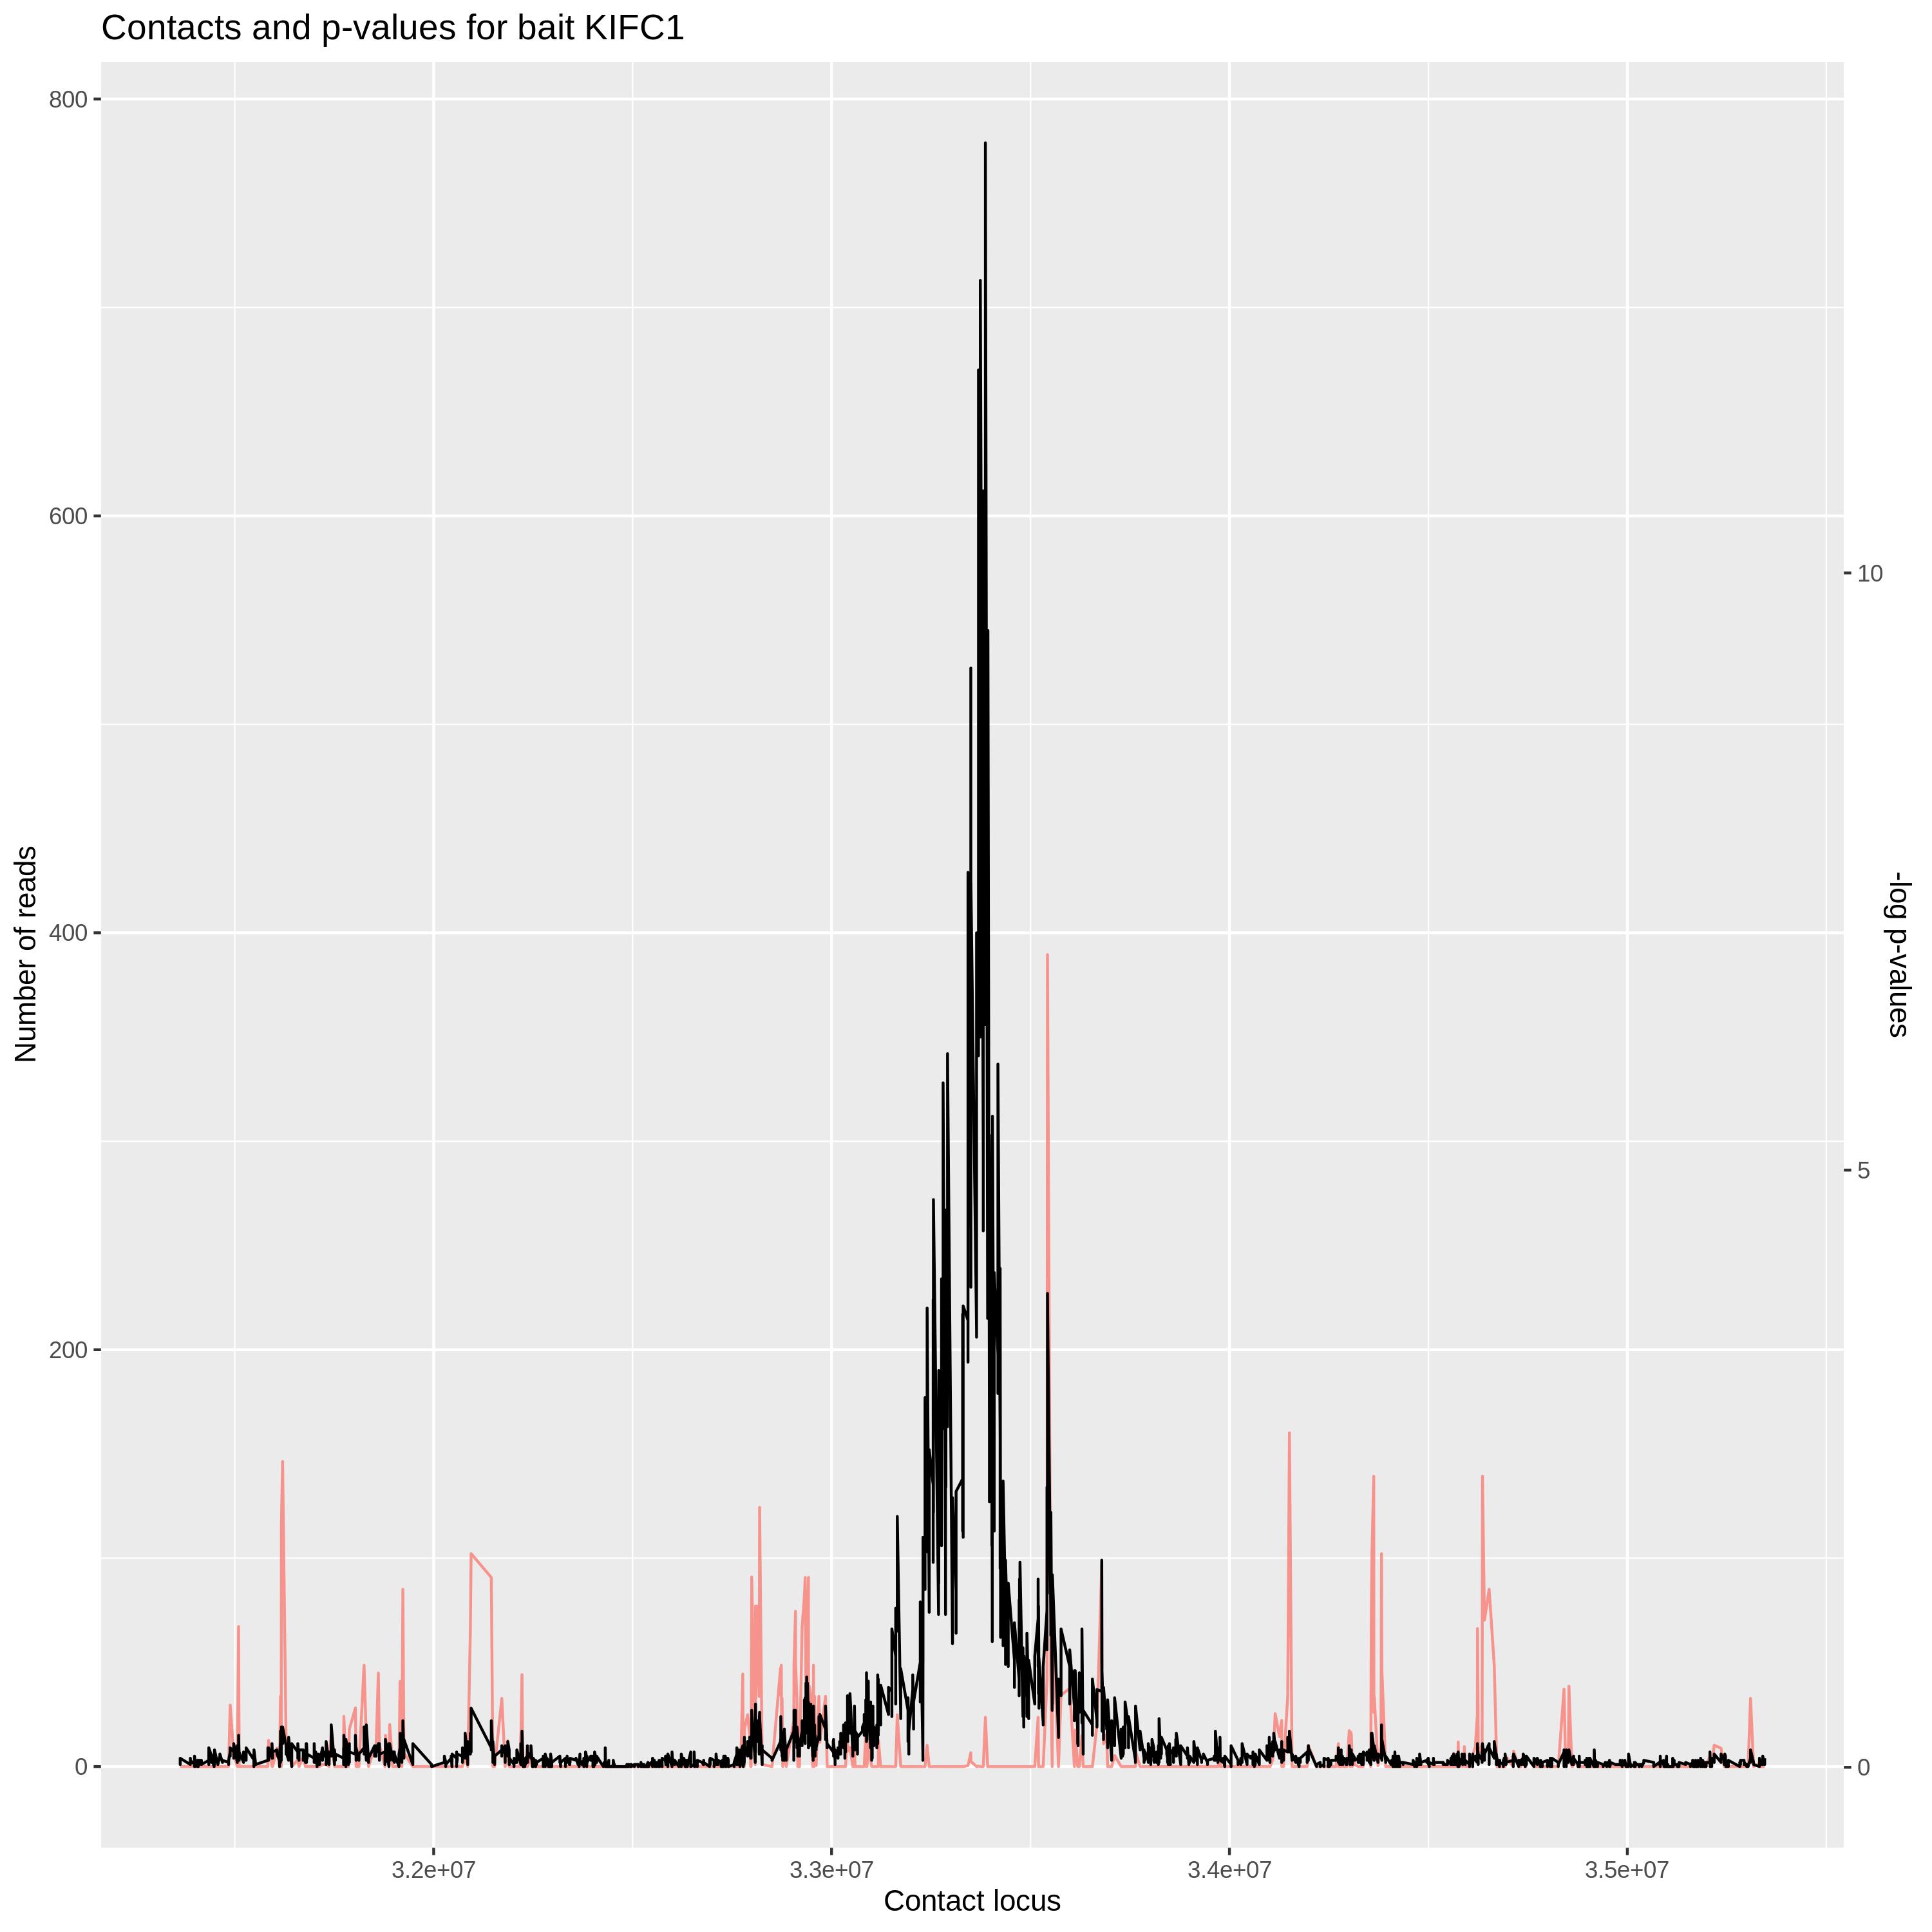 Contacts and p-values for bait KIFC1
800
600
400
200
0
10
5
0
Number of reads
-log p-values
3.2e+07
3.3e+07
3.4e+07
3.5e+07
Contact locus